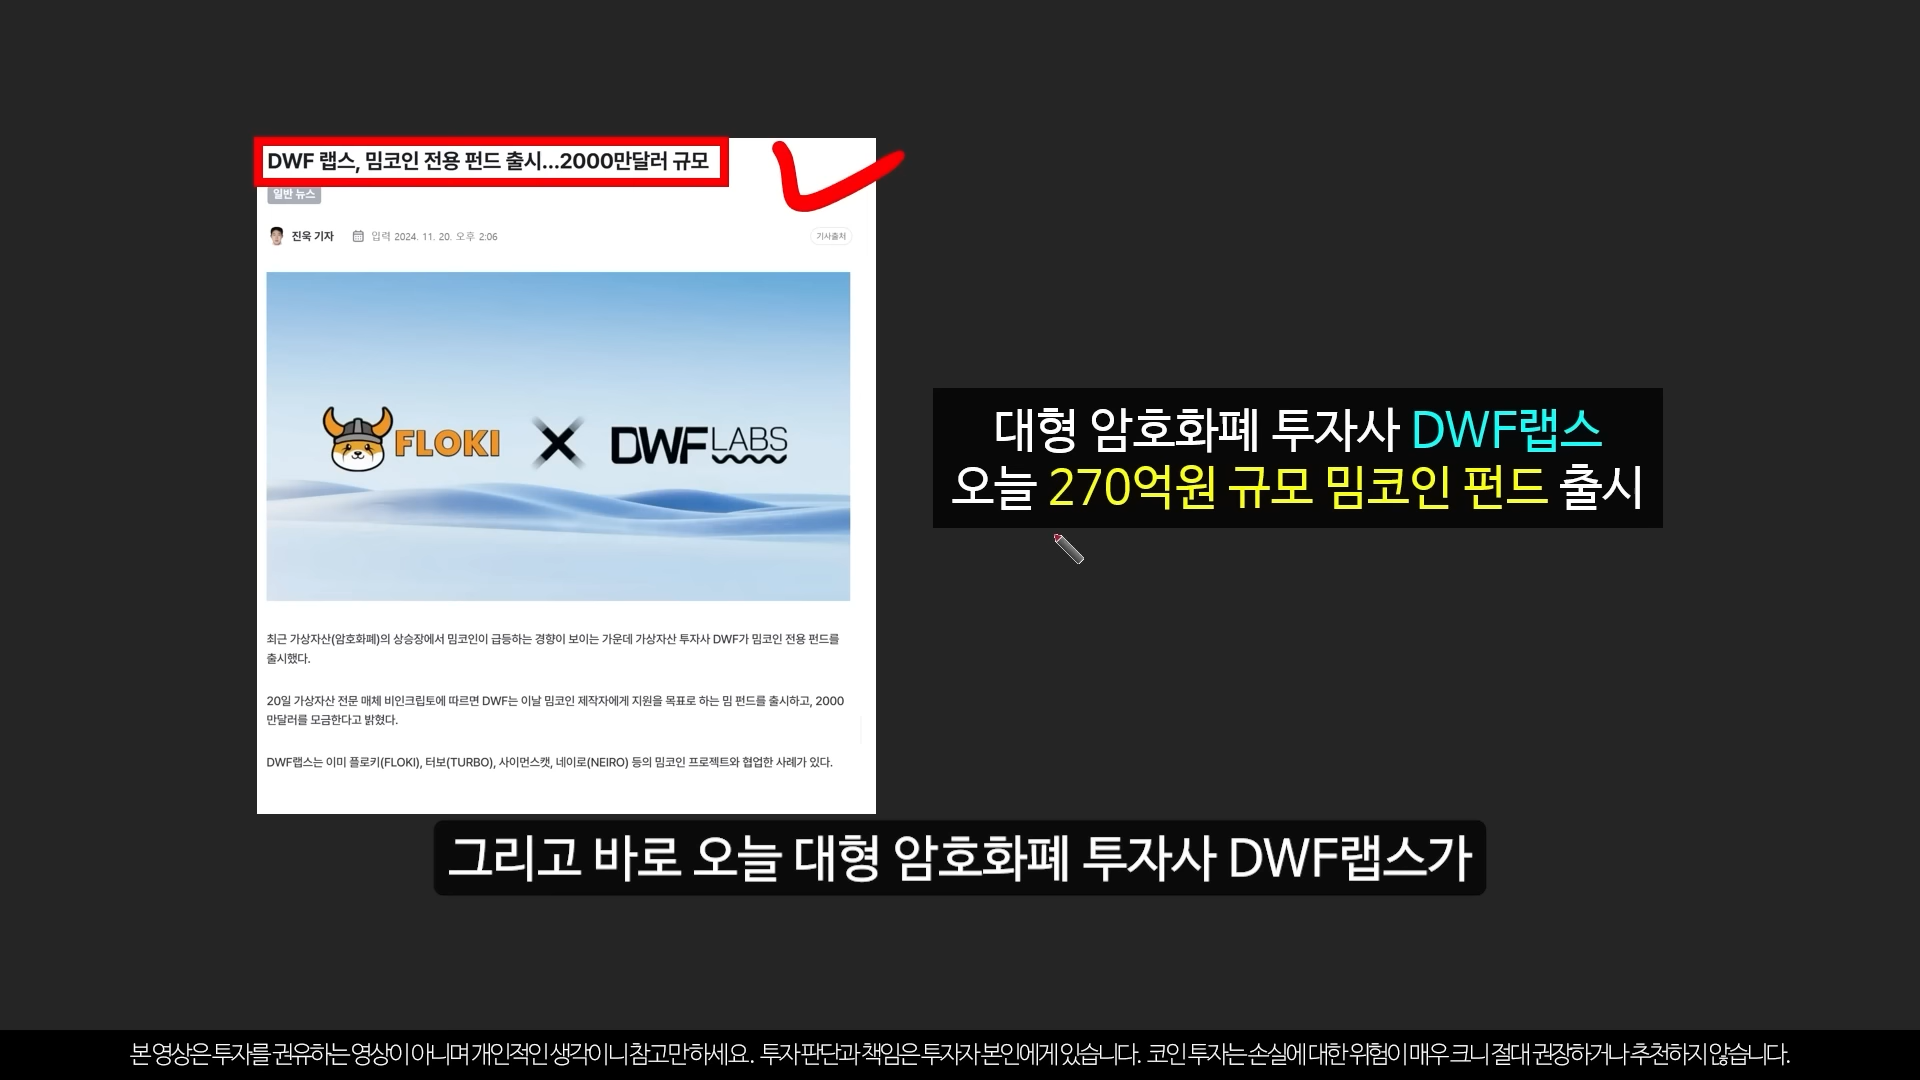 DWF 랩스, 밈코인 전용 펀드 출시...2000만달러 규모
일반 뉴스
진욱 기자 입력 2024. 11. 20. 오후 2:06 기사출처
FLOKI X DWF LABS
대형 암호화폐 투자사 DWF랩스
오늘 270억원 규모 밈코인 펀드 출시
최근 가상자산(암호화폐)의 상승장에서 밈코인이 급등하는 경향이 보이는 가운데 가상자산 투자사 DWF가 밈코인 전용 펀드를
출시했다.
20일 가상자산 전문 매체 비인크립토에 따르면 DWF는 이날 밈코인 제작자에게 지원을 목표로 하는 밈 펀드를 출시하고, 2000
만달러를 모금한다고 밝혔다.
DWF랩스는 이미 플로키(FLOKI), 터보(TURBO), 사이먼스캣, 네이로(NEIRO) 등의 밈코인 프로젝트와 협업한 사례가 있다.
그리고 바로 오늘 대형 암호화폐 투자사 DWF랩스가
본 영상은 투자를 권유하는 영상이 아니며 개인적인 생각이니 참고만 하세요. 투자 판단과 책임은 투자자 본인에게 있습니다. 코인 투자는 손실에 대한 위험이 매우 크니 절대 권장하거나 추천하지 않습니다.